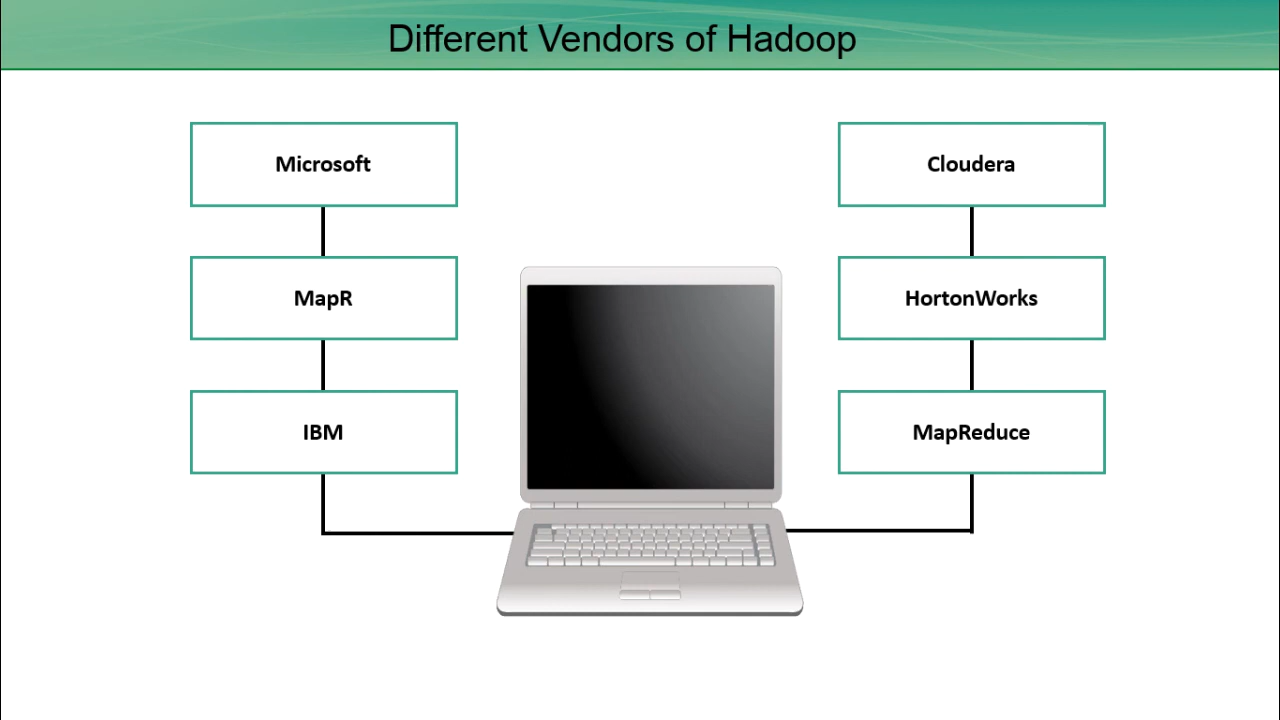 Different Vendors of Hadoop
Microsoft
MapR
IBM
Cloudera
HortonWorks
MapReduce